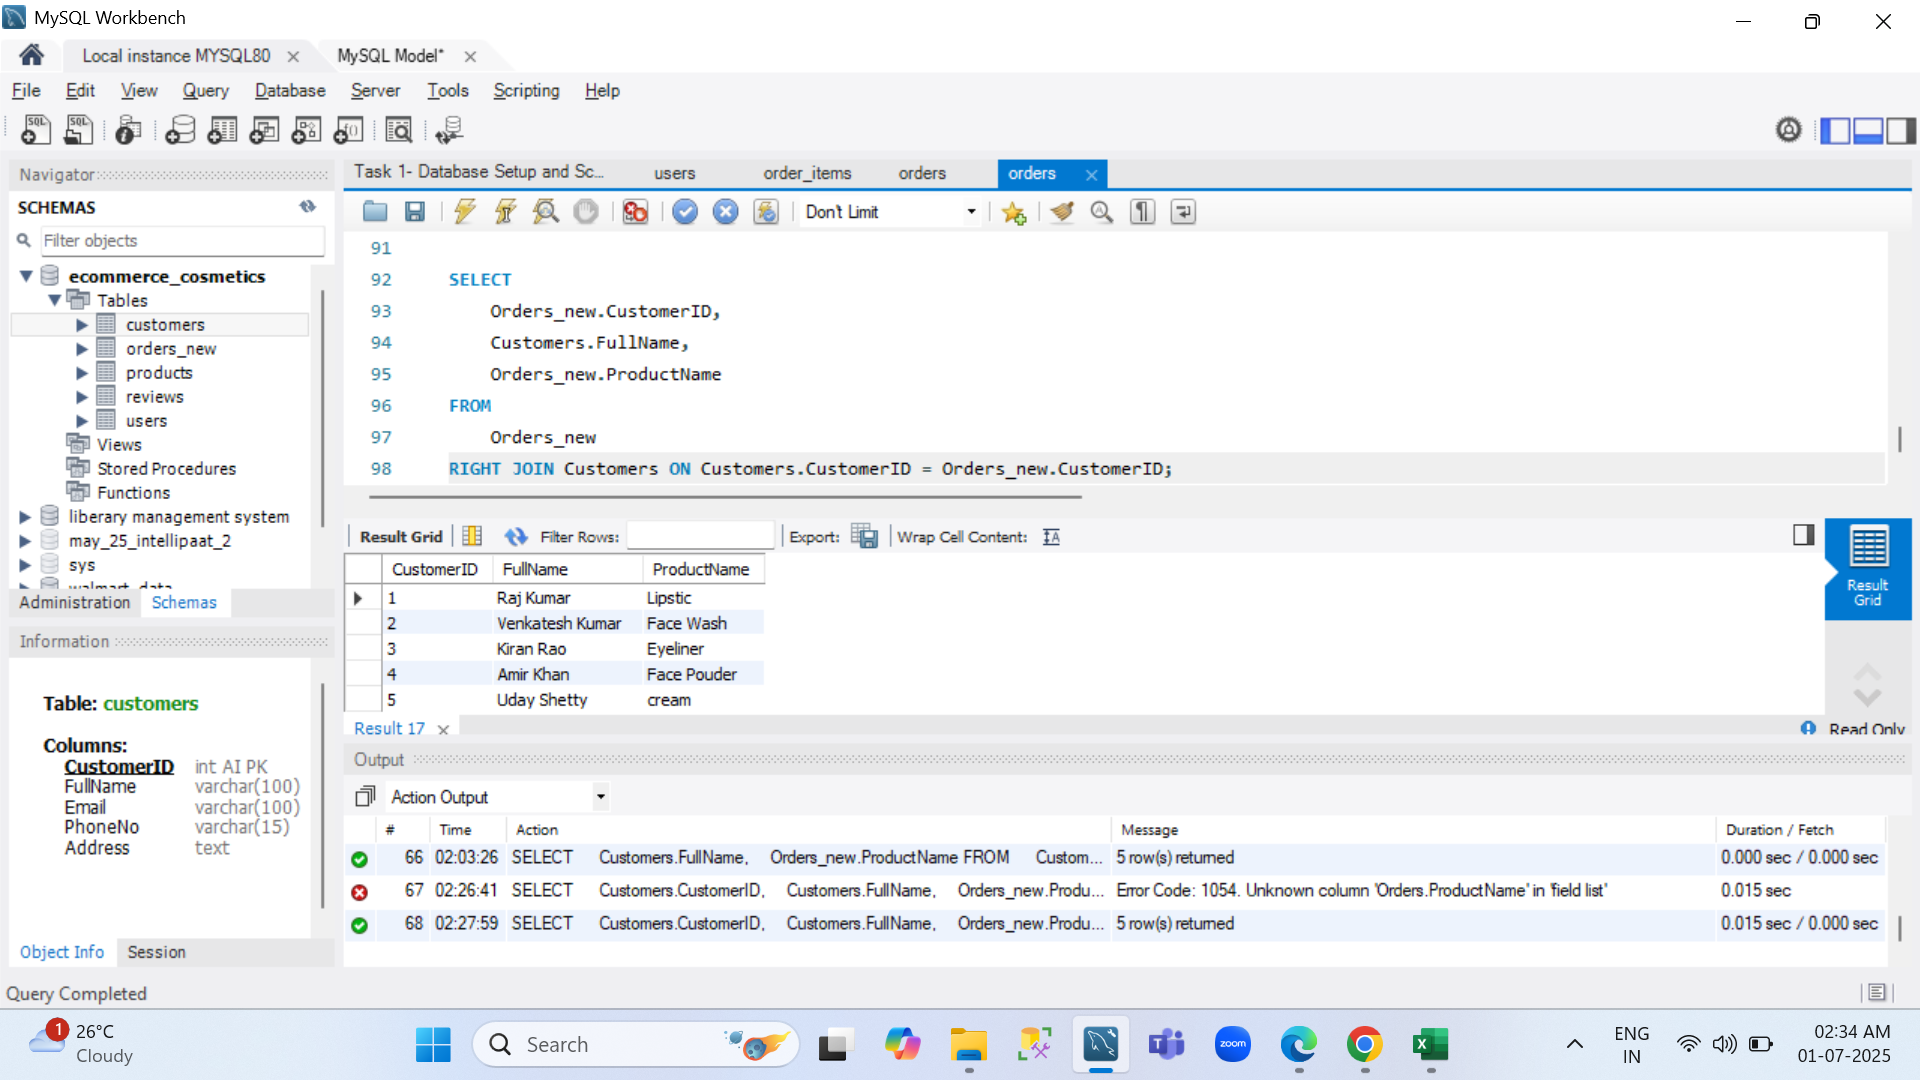 MySQL Workbench
Local instance MYSQL80
MySQL Model*
File Edit View Query Database Server Tools Scripting Help
Navigator
SCHEMAS
Filter objects
ecommerce_cosmetics
Tables
customers
orders_new
products
reviews
users
Views
Stored Procedures
Functions
liberary management system
may_25_intellipaat_2
sys
walmart_data
Administration Schemas
Information
Table: customers
Columns:
CustomerID int AI PK
FullName varchar(100)
Email varchar(100)
PhoneNo varchar(15)
Address text
Object Info Session
Task 1- Database Setup and Sc... users order_items orders orders
Don't Limit
91
92 SELECT
93 Orders_new.CustomerID,
94 Customers.FullName,
95 Orders_new.ProductName
96 FROM
97 Orders_new
98 RIGHT JOIN Customers ON Customers.CustomerID = Orders_new.CustomerID;
Result Grid Filter Rows: Export: Wrap Cell Content:
CustomerID FullName ProductName
1 Raj Kumar Lipstic
2 Venkatesh Kumar Face Wash
3 Kiran Rao Eyeliner
4 Amir Khan Face Pouder
5 Uday Shetty cream
Result
Grid
Result 17
Read Only
Output
Action Output
# Time Action Message Duration / Fetch
66 02:03:26 SELECT Customers.FullName, Orders_new.ProductName FROM Custom... 5 row(s) returned 0.000 sec / 0.000 sec
67 02:26:41 SELECT Customers.CustomerID, Customers.FullName, Orders_new.Produ... Error Code: 1054. Unknown column 'Orders.ProductName' in 'field list' 0.015 sec
68 02:27:59 SELECT Customers.CustomerID, Customers.FullName, Orders_new.Produ... 5 row(s) returned 0.015 sec / 0.000 sec
Query Completed
1
26°C
Cloudy
Search
zoom
ENG
IN
02:34 AM
01-07-2025